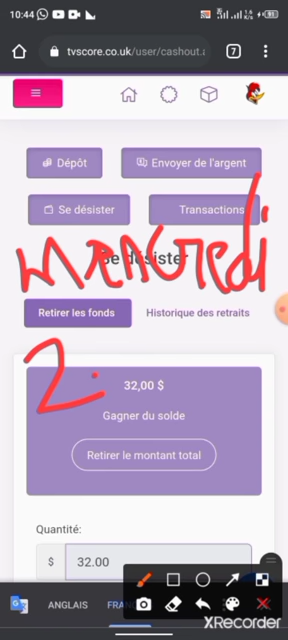 10:44
93
tvscore.co.uk/user/cashout.a
7
Dépôt
Envoyer de l'argent
Se désister
Transactions
Se désister
Mercredi
Retirer les fonds
Historique des retraits
2.
32,00 $
Gagner du solde
Retirer le montant total
Quantité:
$ 32.00
ANGLAIS
FRAN
XRecorder